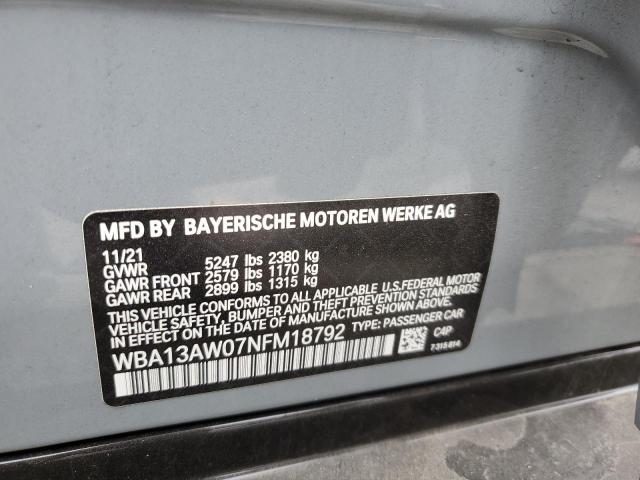 MFD BY BAYERISCHE MOTOREN WERKE AG
11/21
GVWR 5247 lbs 2380 kg
GAWR FRONT 2579 lbs 1170 kg
GAWR REAR 2899 lbs 1315 kg
THIS VEHICLE CONFORMS TO ALL APPLICABLE U.S.FEDERAL MOTOR
VEHICLE SAFETY, BUMPER, AND THEFT PREVENTION STANDARDS
IN EFFECT ON THE DATE OF MANUFACTURE SHOWN ABOVE.
WBA13AW07NFM18792 TYPE: PASSENGER CAR
C4P
7315814